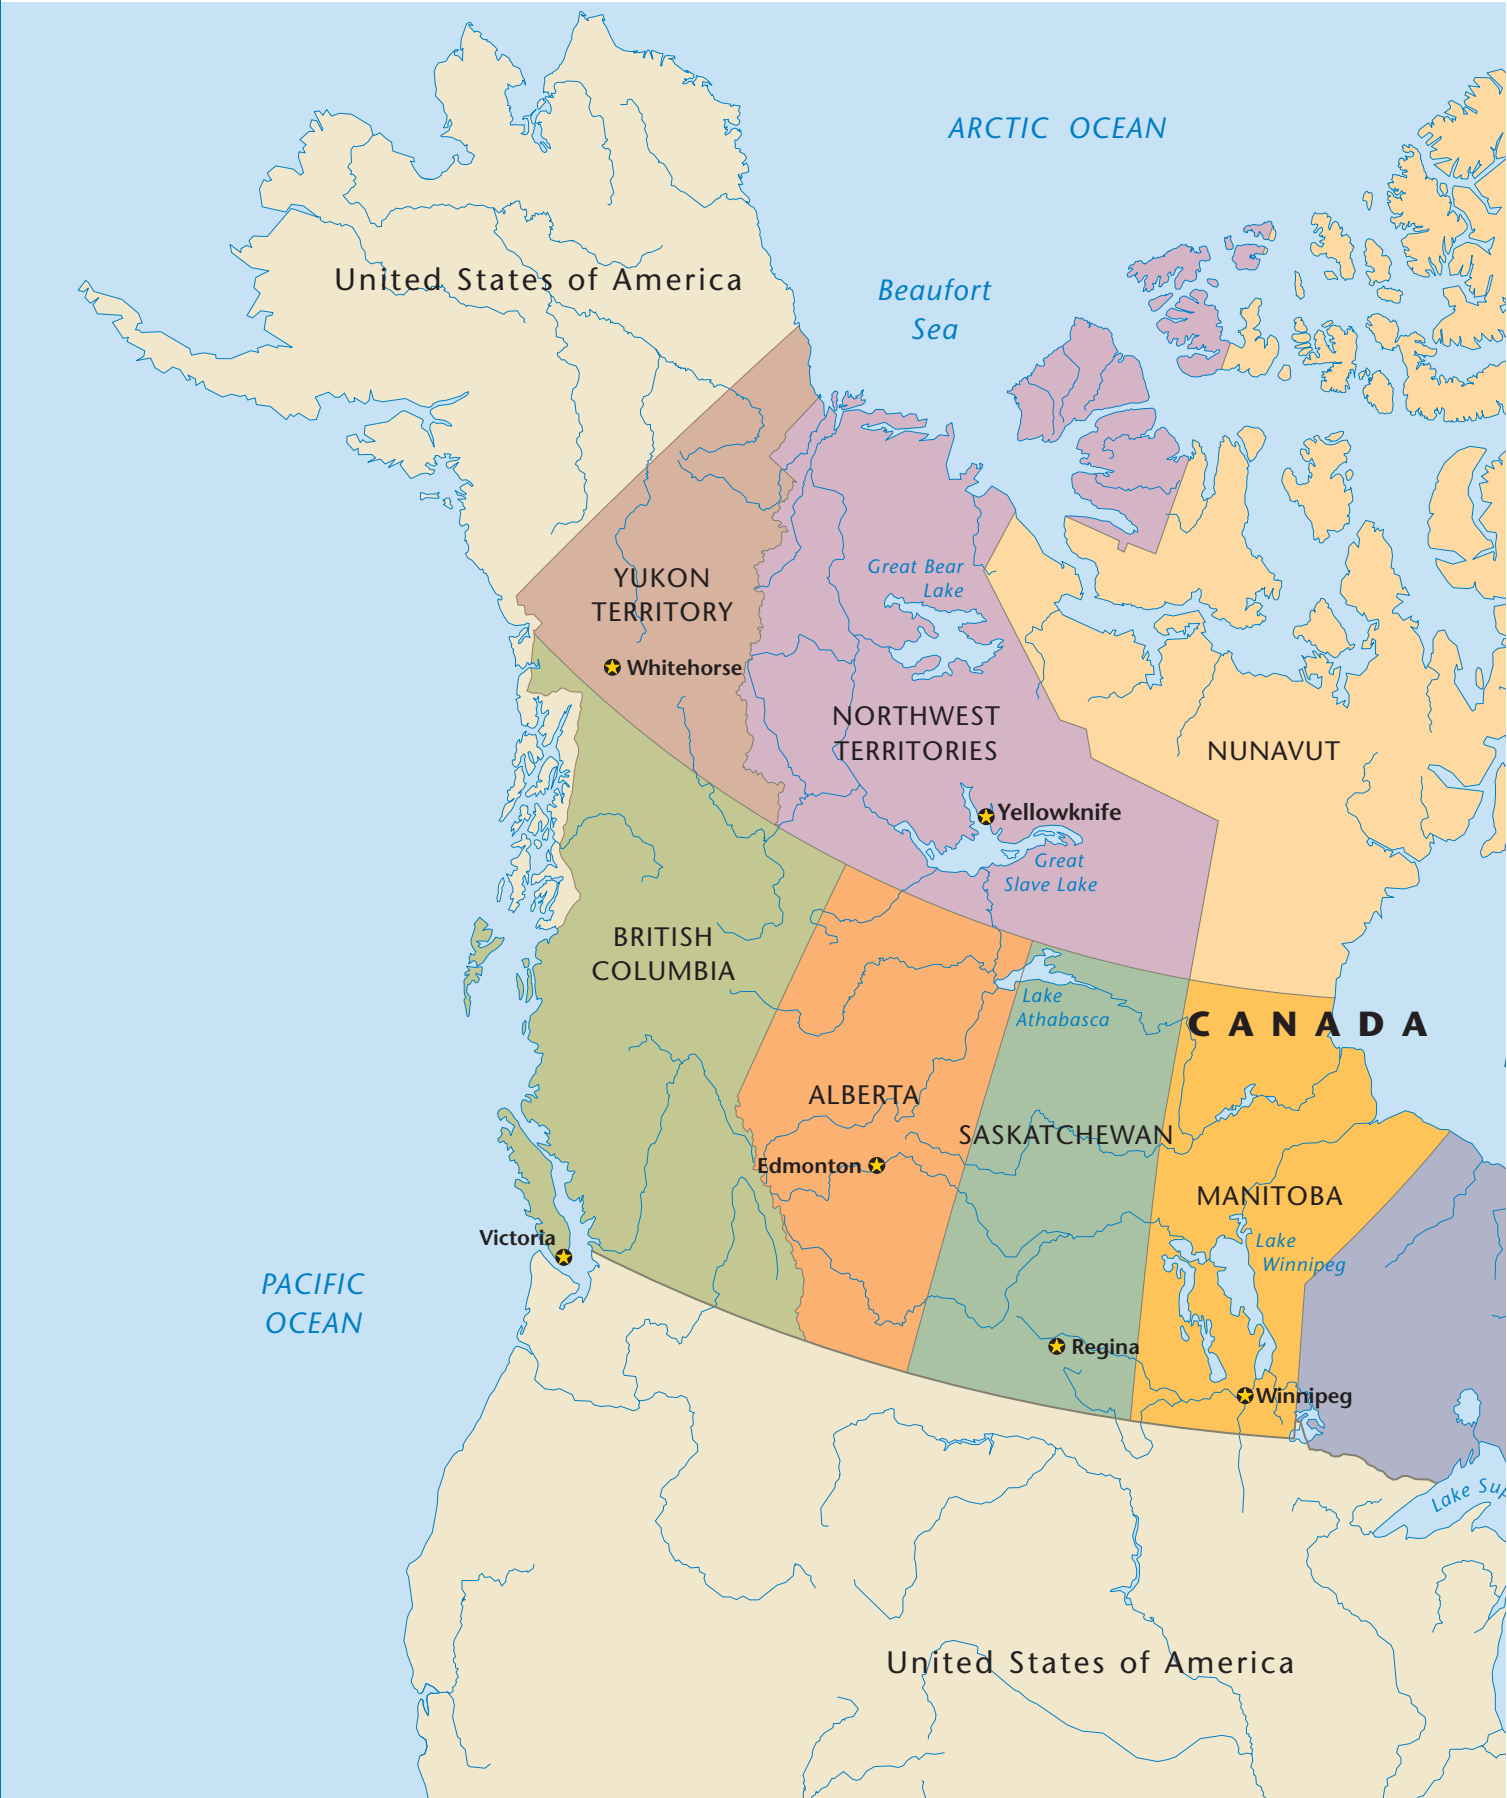 ARCTIC OCEAN
United States of America
Beaufort
Sea
Great Bear
Lake
YUKON
TERRITORY
Whitehorse
NORTHWEST
TERRITORIES
NUNAVUT
Yellowknife
Great
Slave Lake
BRITISH
COLUMBIA
Lake
Athabasca
CANADA
ALBERTA
SASKATCHEWAN
Edmonton
MANITOBA
Victoria
Lake
Winnipeg
PACIFIC
OCEAN
Regina
Winnipeg
Lake Sup
United States of America